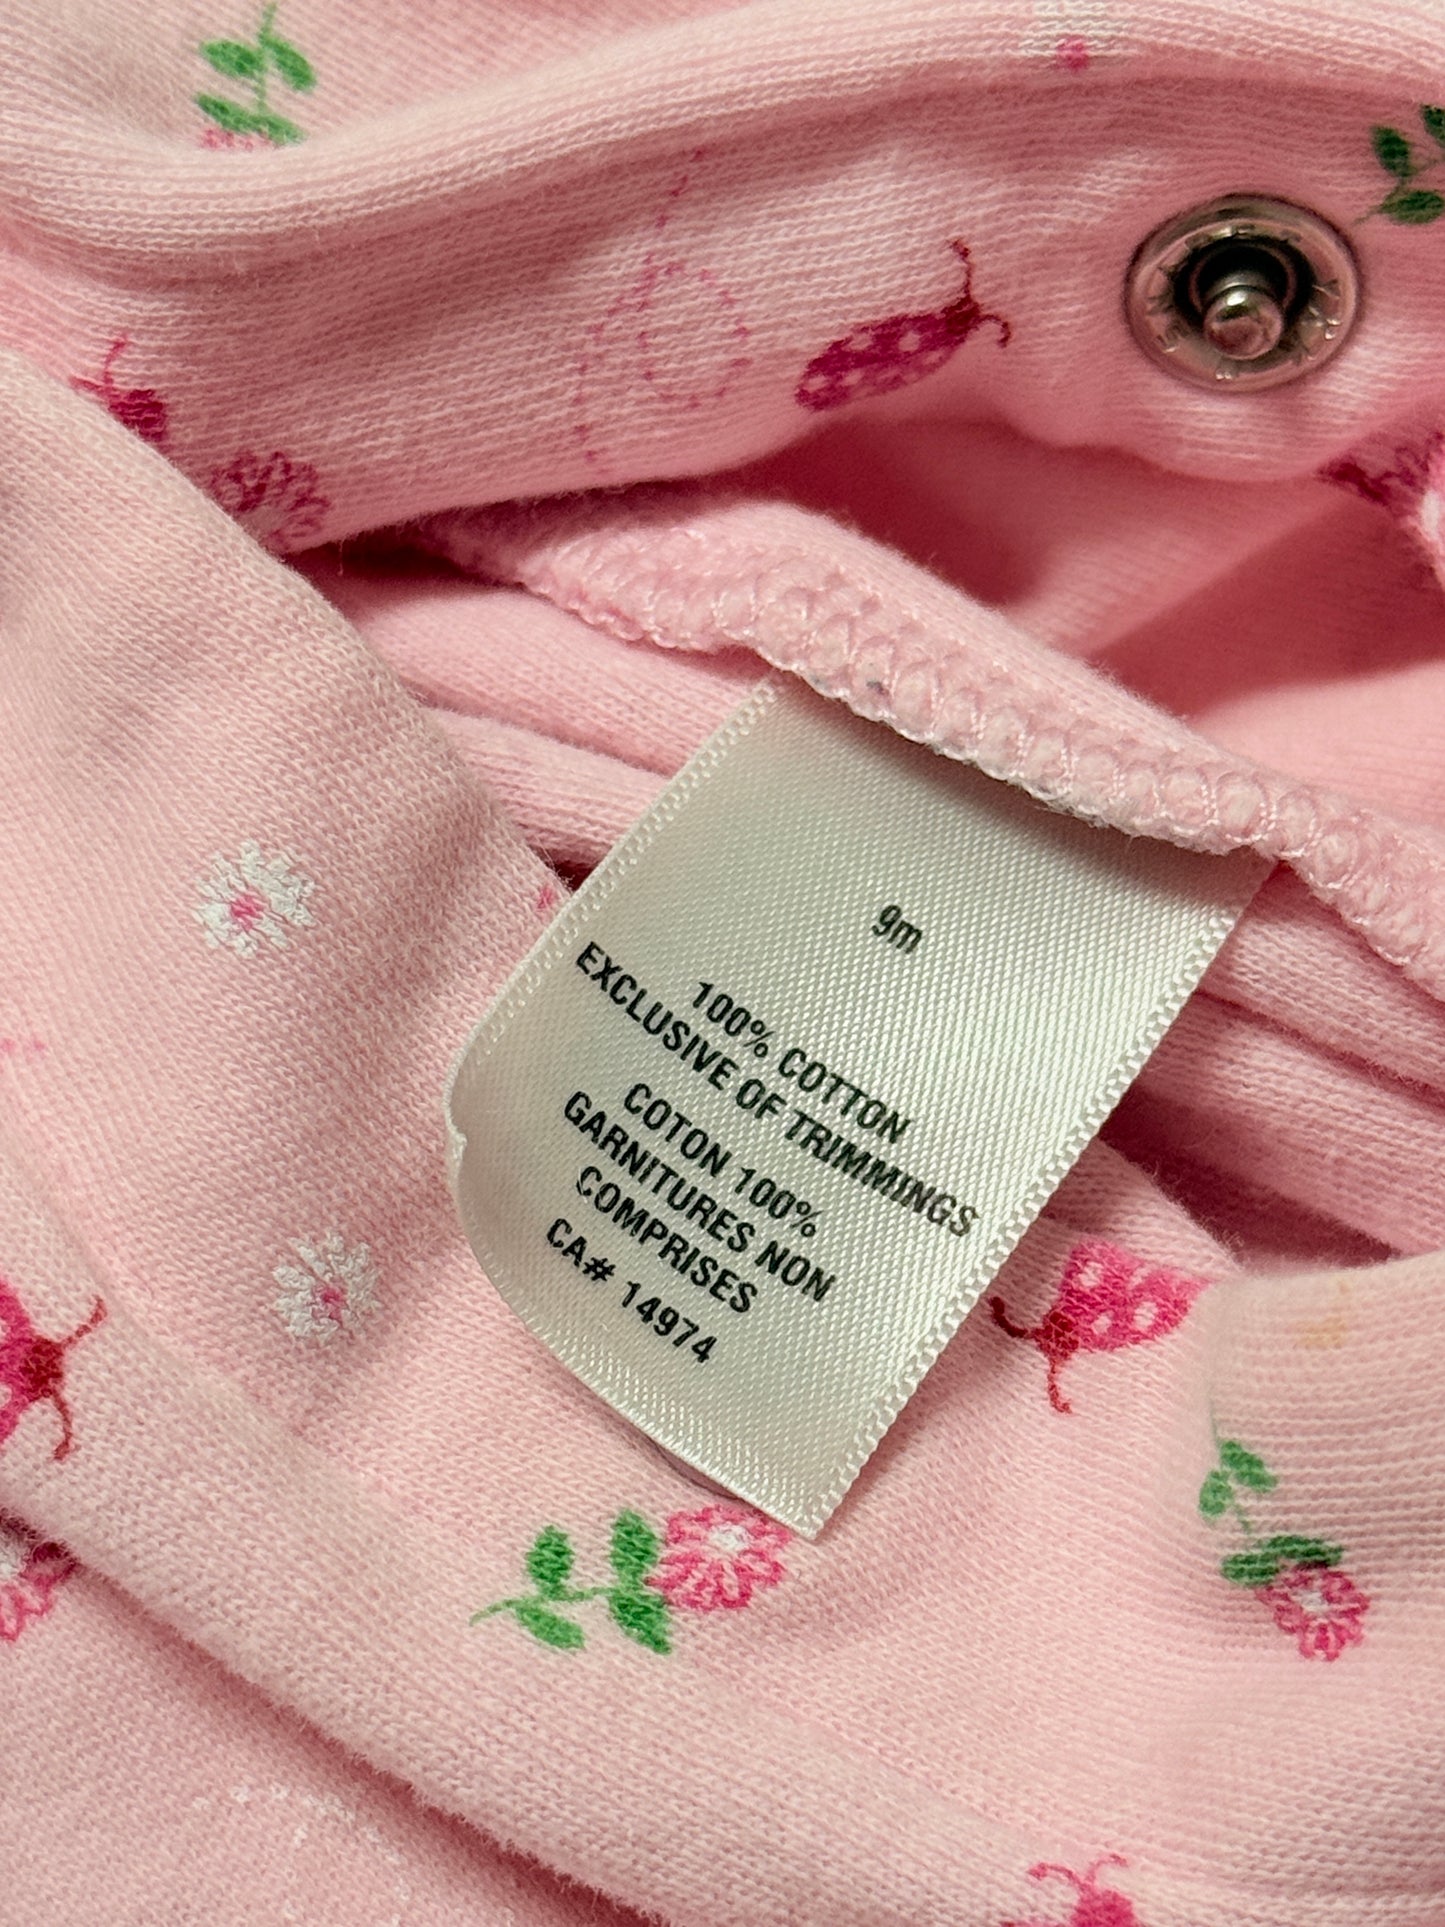 9m
100% COTTON
EXCLUSIVE OF TRIMMINGS
COTON 100%
GARNITURES NON
COMPRISES
CA# 14974